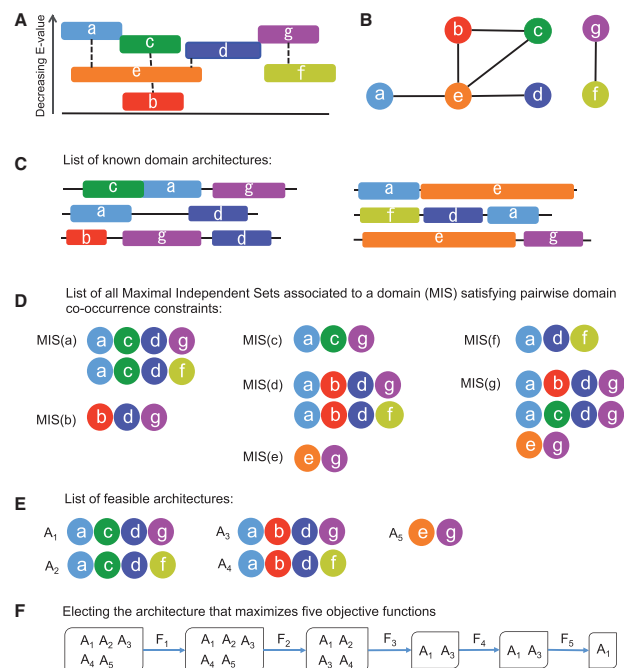 A
Decreasing E-value
a
c
d
g
e
f
b
B
b c g
a e d f
C List of known domain architectures:
c a g
a e
a d
f d a
b g d
e g
D List of all Maximal Independent Sets associated to a domain (MIS) satisfying pairwise domain
co-occurrence constraints:
MIS(a) a c d g
a c d f
MIS(b) b d g
MIS(c) a c g
MIS(d) a b d g
a b d f
MIS(e) e g
MIS(f) a d f
MIS(g) a b d g
a c d g
e g
E List of feasible architectures:
A1 a c d g
A2 a c d f
A3 a b d g
A4 a b d f
A5 e g
F Electing the architecture that maximizes five objective functions
A1 A2 A3 F1 A1 A2 A3 F2 A1 A2 F3 A1 A3 F4 A1 A3 F5 A1
A4 A5 A4 A5 A3 A4